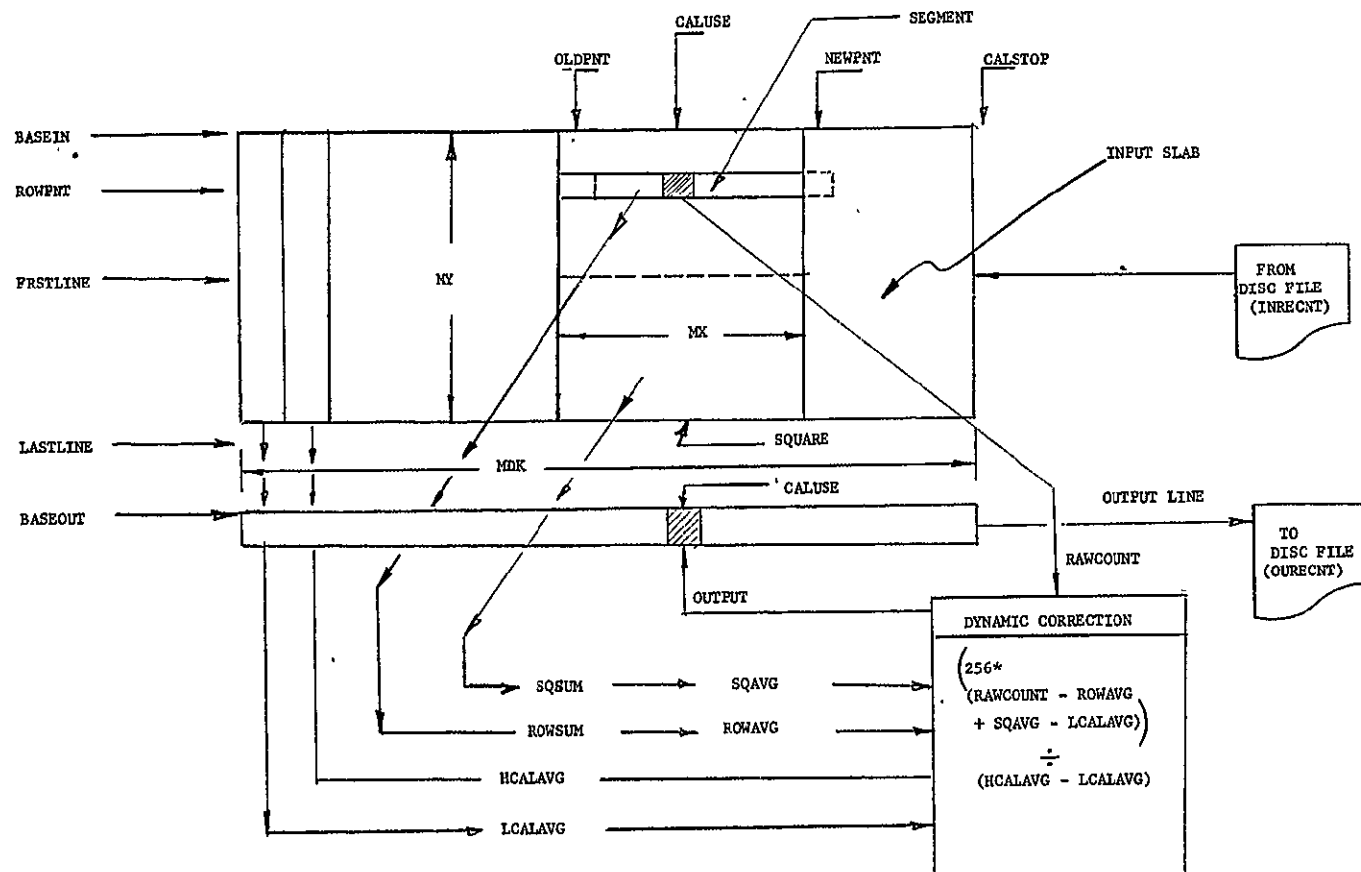 CALUSE
SEGMENT
OLDPNT
NEWPNT
CALSTOP
BASEIN
INPUT SLAB
ROWPNT
FRSTLINE
MY
FROM
DISC FILE
(INRECNT)
MX
LASTLINE
SQUARE
MDK
CALUSE
OUTPUT LINE
BASEOUT
TO
DISC FILE
(OURECNT)
RAWCOUNT
OUTPUT
DYNAMIC CORRECTION
(256*
(RAWCOUNT - ROWAVG
+ SQAVG - LCALAVG))
÷
(HCALAVG - LCALAVG)
SQSUM
SQAVG
ROWSUM
ROWAVG
HCALAVG
LCALAVG